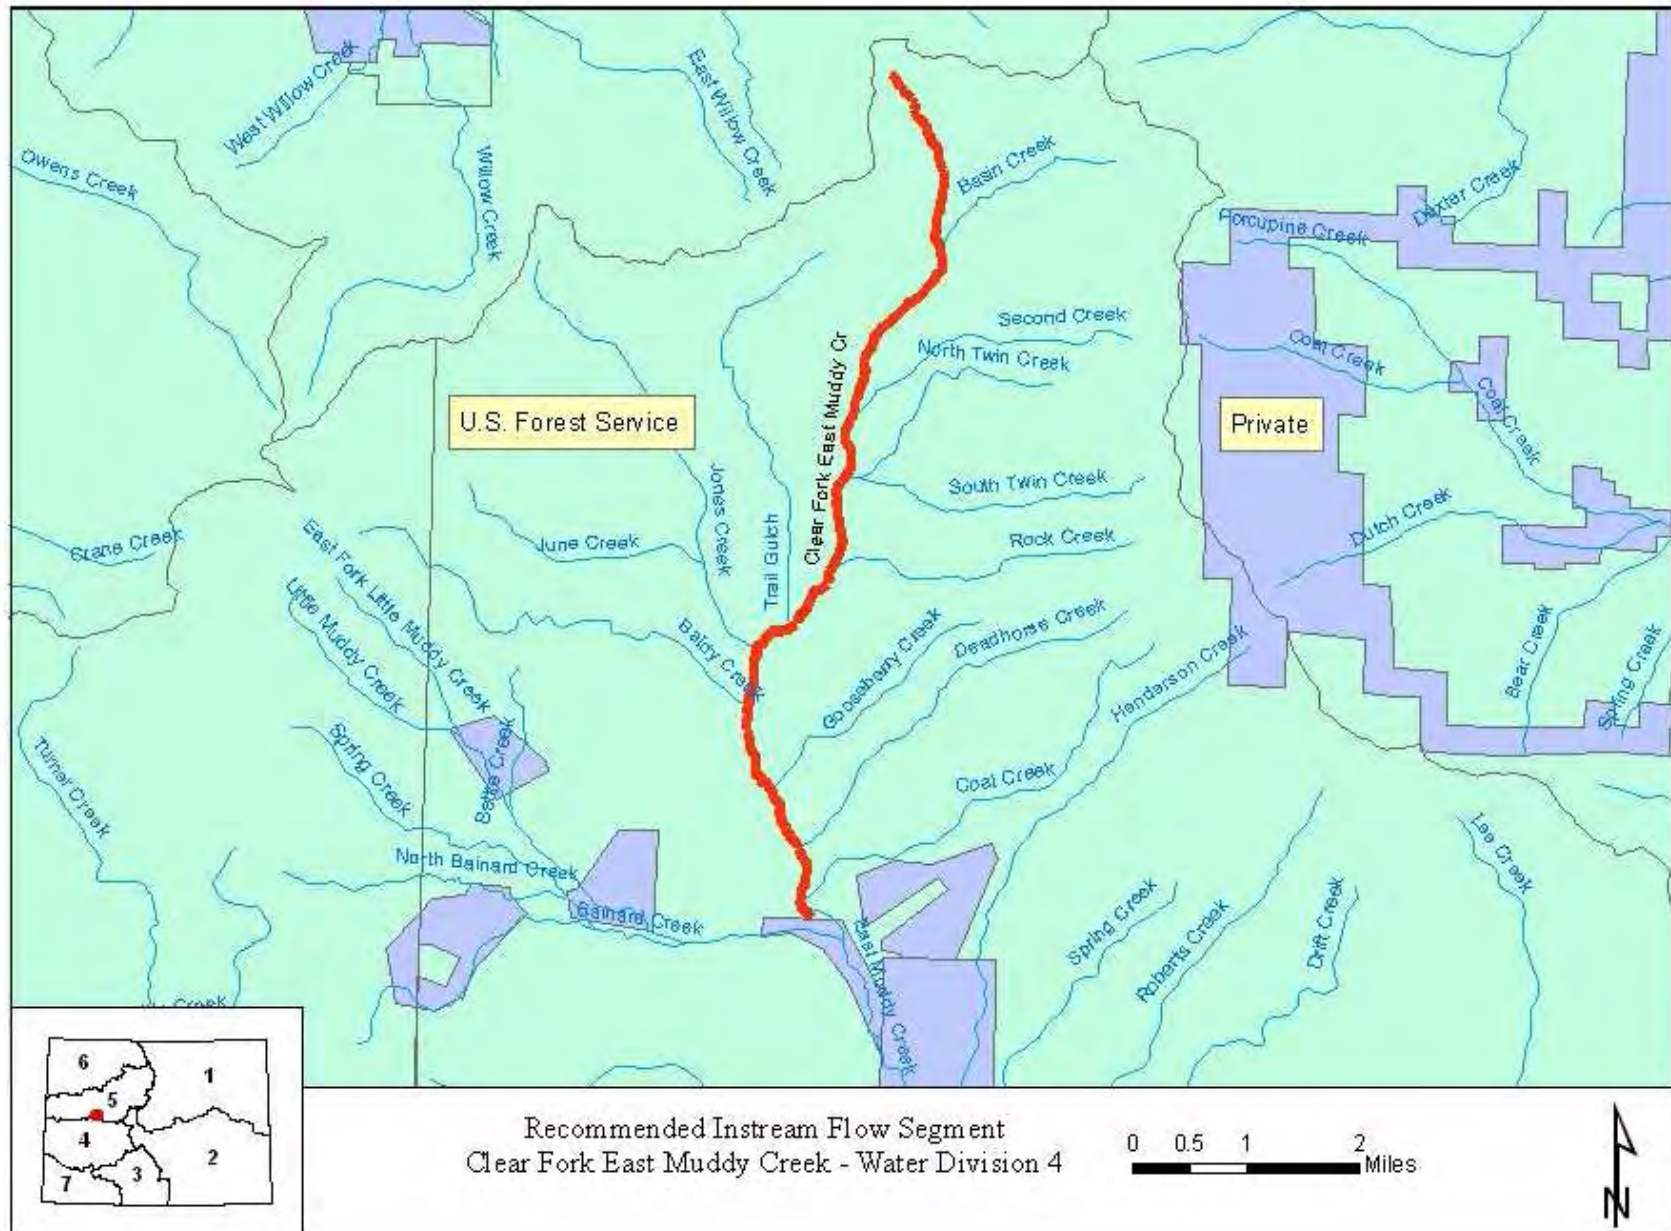 West Willow Creek
East Willow Creek
Owens Creek
Willow Creek
Basin Creek
Dexter Creek
Porcupine Creek
Second Creek
North Twin Creek
Coal Creek
Coal Creek
U.S. Forest Service
Private
Clear Fork East Muddy Cr
Jones Creek
South Twin Creek
Crane Creek
East Fork Little Muddy Creek
June Creek
Trail Gulch
Rock Creek
Dutch Creek
Little Muddy Creek
Baldy Creek
Gooseberry Creek
Deadhorse Creek
Henderson Creek
Bear Creek
Spring Creek
Turner Creek
Spring Creek
Battle Creek
Coal Creek
Lee Creek
North Bainard Creek
Bainard Creek
East Muddy Creek
Spring Creek
Roberts Creek
Drift Creek
Creek
6
1
5
4
2
3
7
Recommended Instream Flow Segment
Clear Fork East Muddy Creek - Water Division 4
0 0.5 1 2
Miles
N